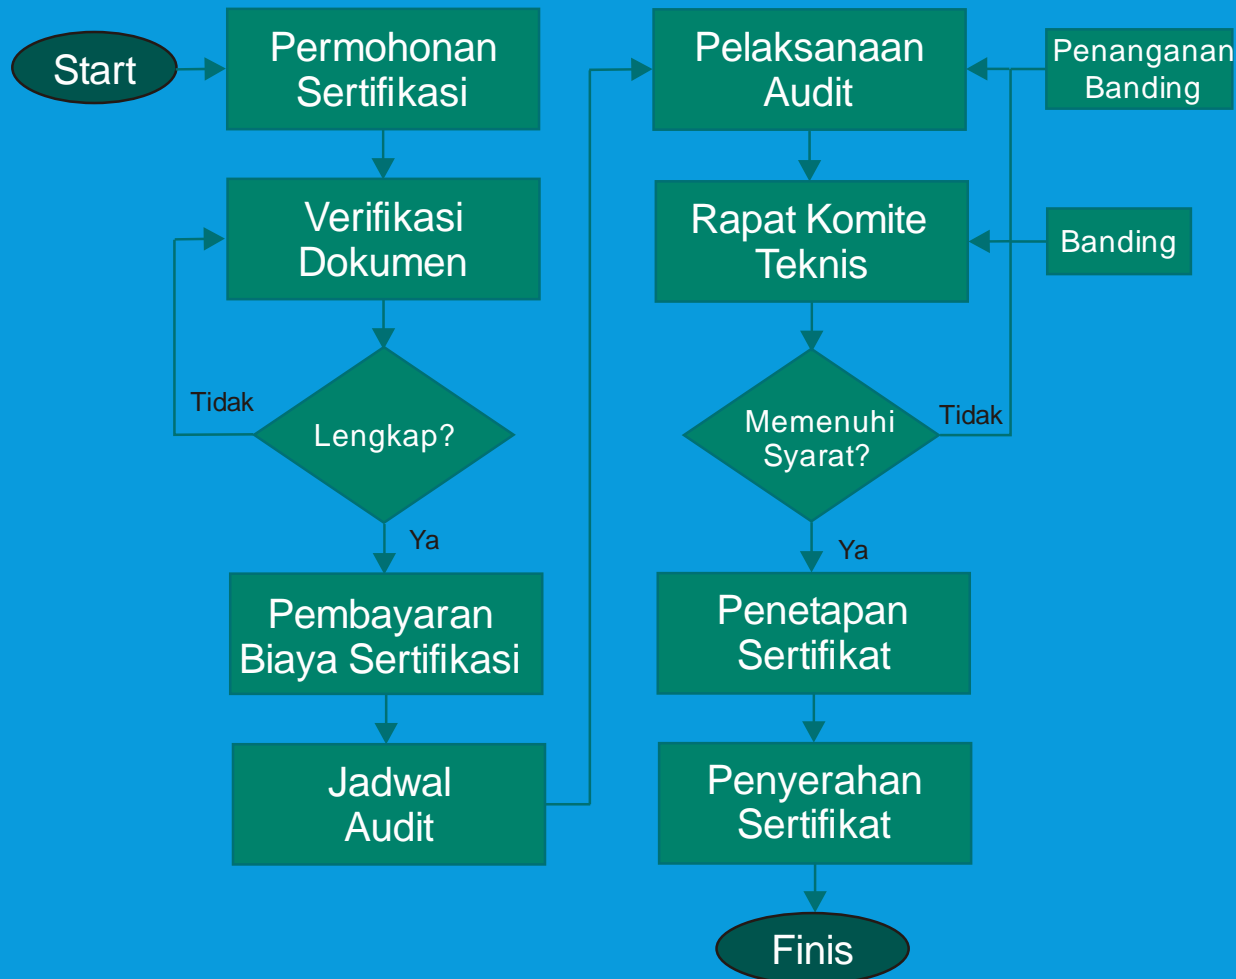 Start
Permohonan
Sertifikasi
Verifikasi
Dokumen
Tidak
Lengkap?
Ya
Pembayaran
Biaya Sertifikasi
Jadwal
Audit
Pelaksanaan
Audit
Penanganan
Banding
Rapat Komite
Teknis
Banding
Memenuhi
Syarat?
Tidak
Ya
Penetapan
Sertifikat
Penyerahan
Sertifikat
Finis